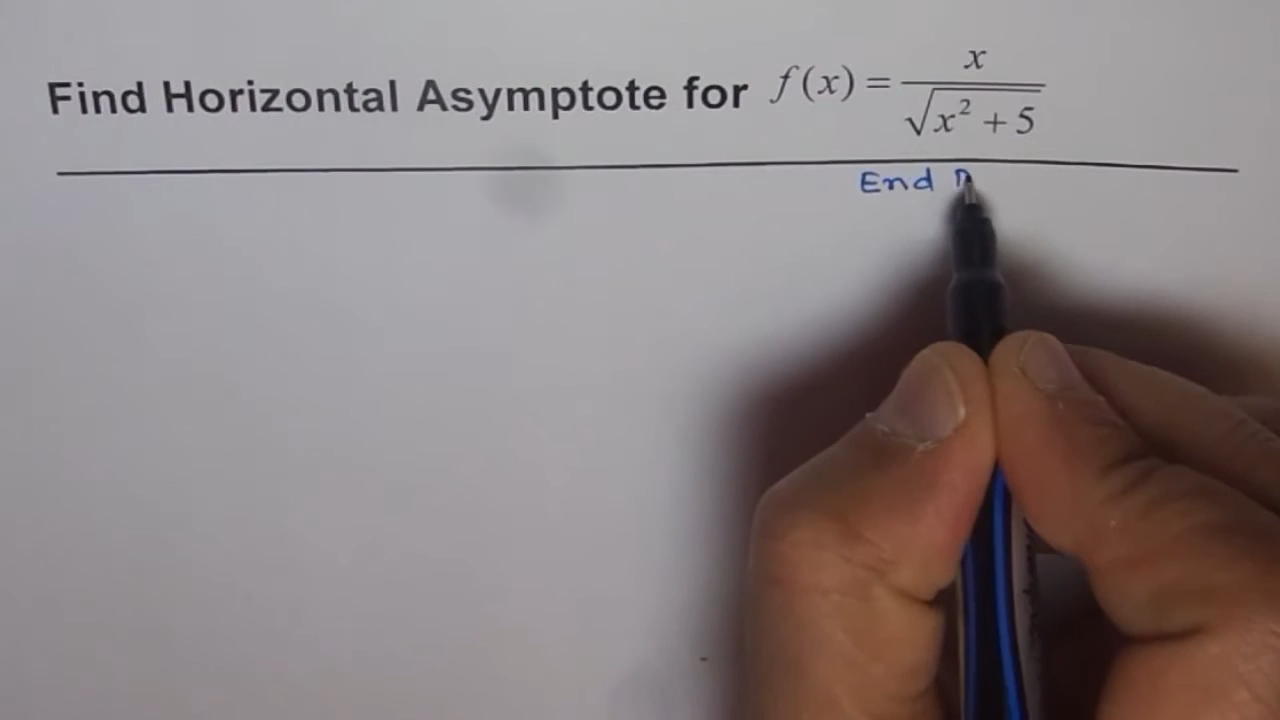 Find Horizontal Asymptote for f(x) = x / √(x² + 5)
End